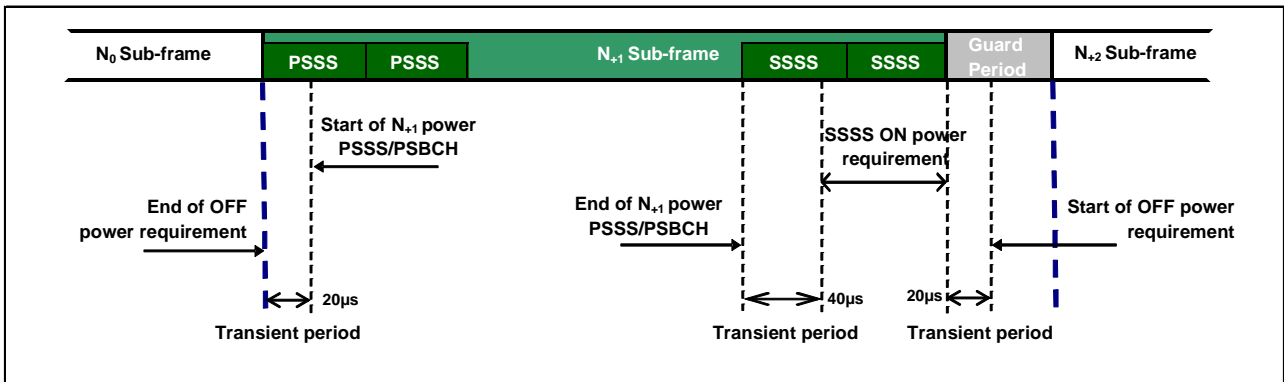 N₀ Sub-frame
PSSS
PSSS
N₊₁ Sub-frame
SSSS
SSSS
Guard
Period
N₊₂ Sub-frame
Start of N₊₁ power
PSSS/PSBCH
SSSS ON power
requirement
End of OFF
power requirement
End of N₊₁ power
PSSS/PSBCH
Start of OFF power
requirement
20µs
40µs
20µs
Transient period
Transient period
Transient period